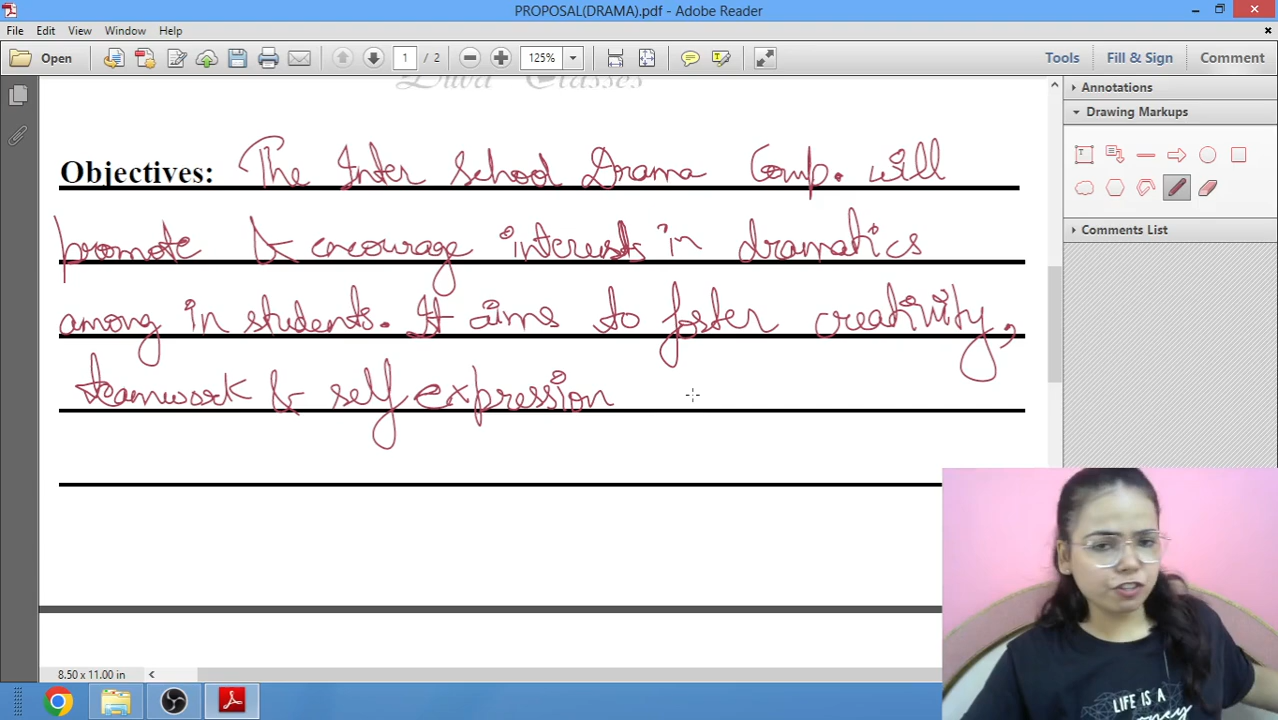 PROPOSAL(DRAMA).pdf - Adobe Reader
File Edit View Window Help
Open 1 / 2 125% Tools Fill & Sign Comment
Classes
Annotations
Drawing Markups
Comments List
Objectives: The Inter School Drama Comp. will
promote & encourage interests in dramatics
among in students. It aims to foster creativity,
teamwork & self expression
8.50 x 11.00 in
LIFE IS A